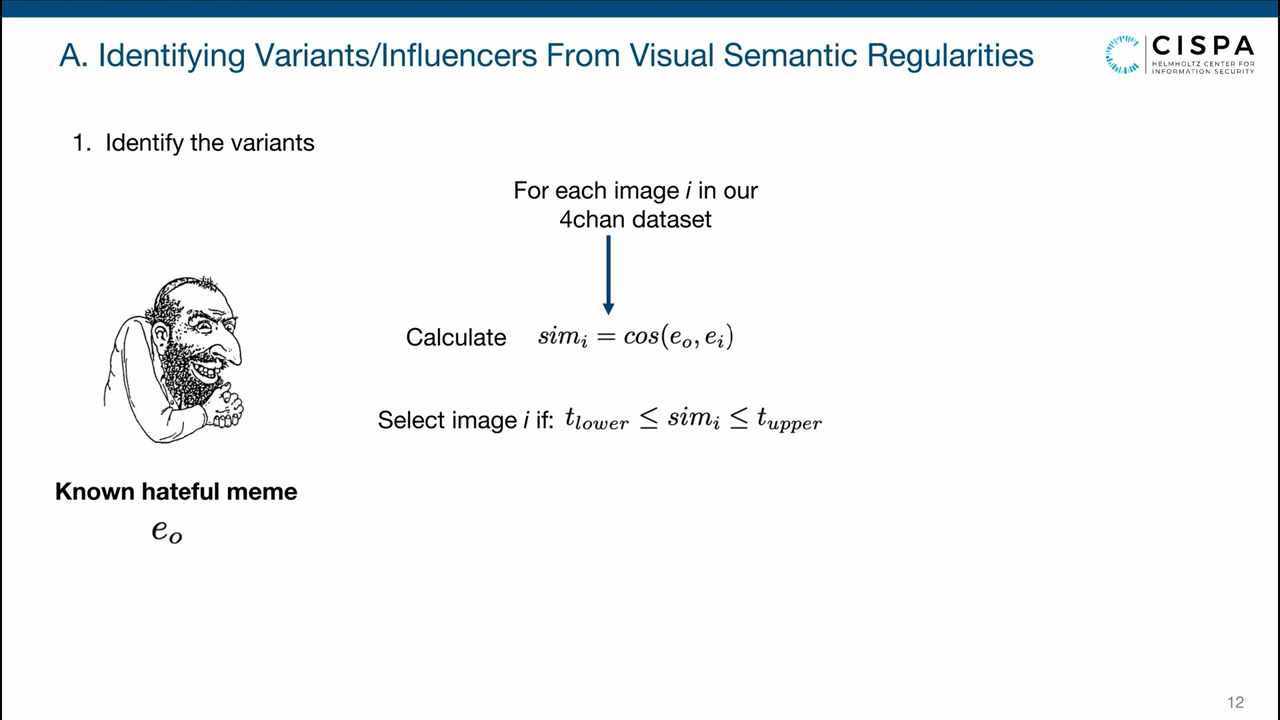 A. Identifying Variants/Influencers From Visual Semantic Regularities
CISPA
HELMHOLTZ CENTER FOR
INFORMATION SECURITY
1. Identify the variants
For each image i in our
4chan dataset
Calculate sim_i = cos(e_o, e_i)
Select image i if: t_lower ≤ sim_i ≤ t_upper
Known hateful meme
e_o
12